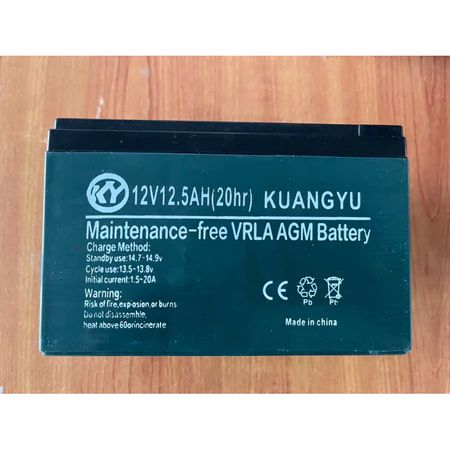 KY 12V12.5AH(20hr) KUANGYU
Maintenance-free VRLA AGM Battery
Charge Method:
Standby use: 14.7-14.9v
Cycle use: 13.5-13.8v
Initial current: 1.5-20A
Warning:
Risk of fire,explosion,or burns
Do not disassemble,
heat above 60orincinerate
CE Pb Pb
Made in china